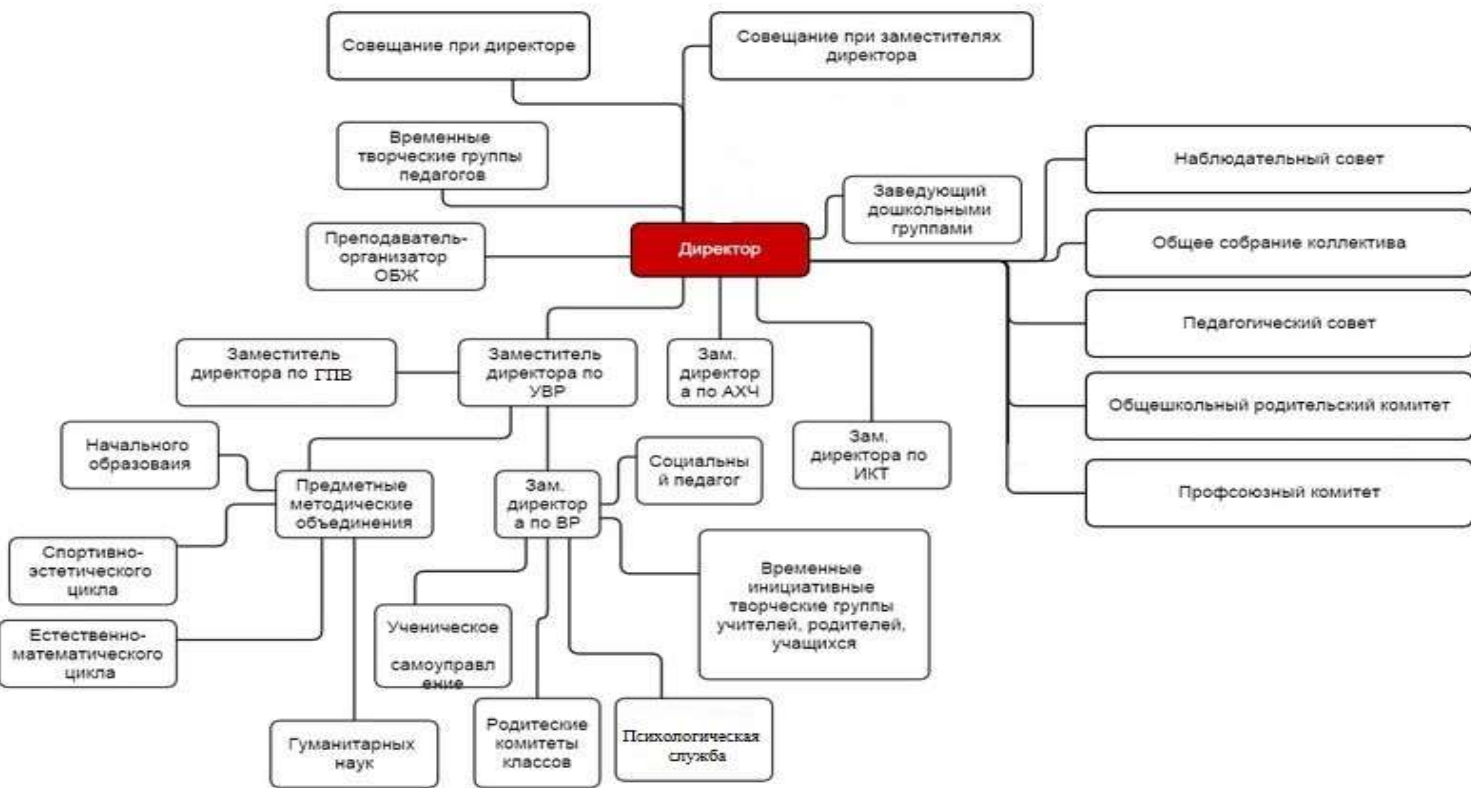 Совещание при директоре
Совещание при заместителях
директора
Временные
творческие группы
педагогов
Наблюдательный совет
Заведующий
дошкольными
группами
Преподаватель-
организатор
ОБЖ
Директор
Общее собрание коллектива
Педагогический совет
Заместитель
директора по ГПВ
Заместитель
директора по
УВР
Зам.
директор
а по АХЧ
Общешкольный родительский комитет
Начального
образоваия
Зам.
директора по
ИКТ
Социальны
й педагог
Предметные
методические
объединения
Зам.
директор
а по ВР
Профсоюзный комитет
Спортивно-
эстетического
цикла
Временные
инициативные
творческие группы
учителей, родителей,
учащихся
Ученическое
самоуправл
ение
Естественно-
математического
цикла
Гуманитарных
наук
Родитеские
комитеты
классов
Психологическая
служба